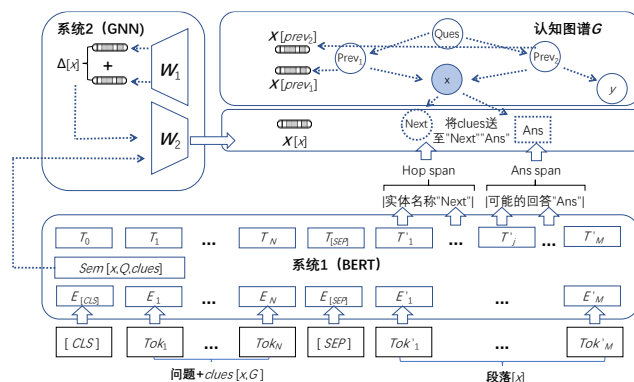 系统2（GNN）
认知图谱G
Δ[x]
+
W1
W2
X[prev2]
X[prev1]
Prev1
Ques
Prev2
x
y
X[x]
Next
将clues送
至"Next""Ans"
Ans
Hop span
Ans span
|实体名称"Next"|
|可能的回答"Ans"|
T0
T1
...
TN
T[SEP]
T'1
...
T'j
...
T'M
Sem [x,Q,clues]
系统1（BERT）
E[CLS]
E1
...
EN
E[SEP]
E'1
...
E'M
[ CLS ]
Tok1
...
TokN
[ SEP ]
Tok'1
...
Tok'M
问题+clues [x,G ]
段落[x]